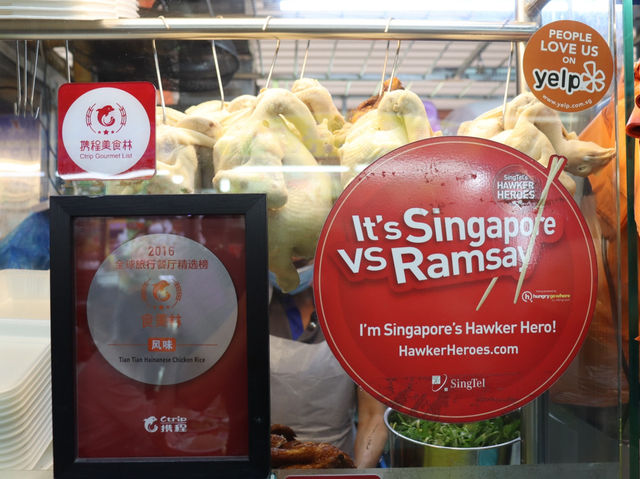 PEOPLE
LOVE US
ON
yelp
www.yelp.com.sg
携程美食林
Ctrip Gourmet List
2016
全球旅行餐厅精选榜
食美林
风味
Tian Tian Hainanese Chicken Rice
Ctrip
携程
SingTel's
HAWKER
HEROES
It's Singapore
VS Ramsay
hungrygowhere
I'm Singapore's Hawker Hero!
HawkerHeroes.com
SingTel